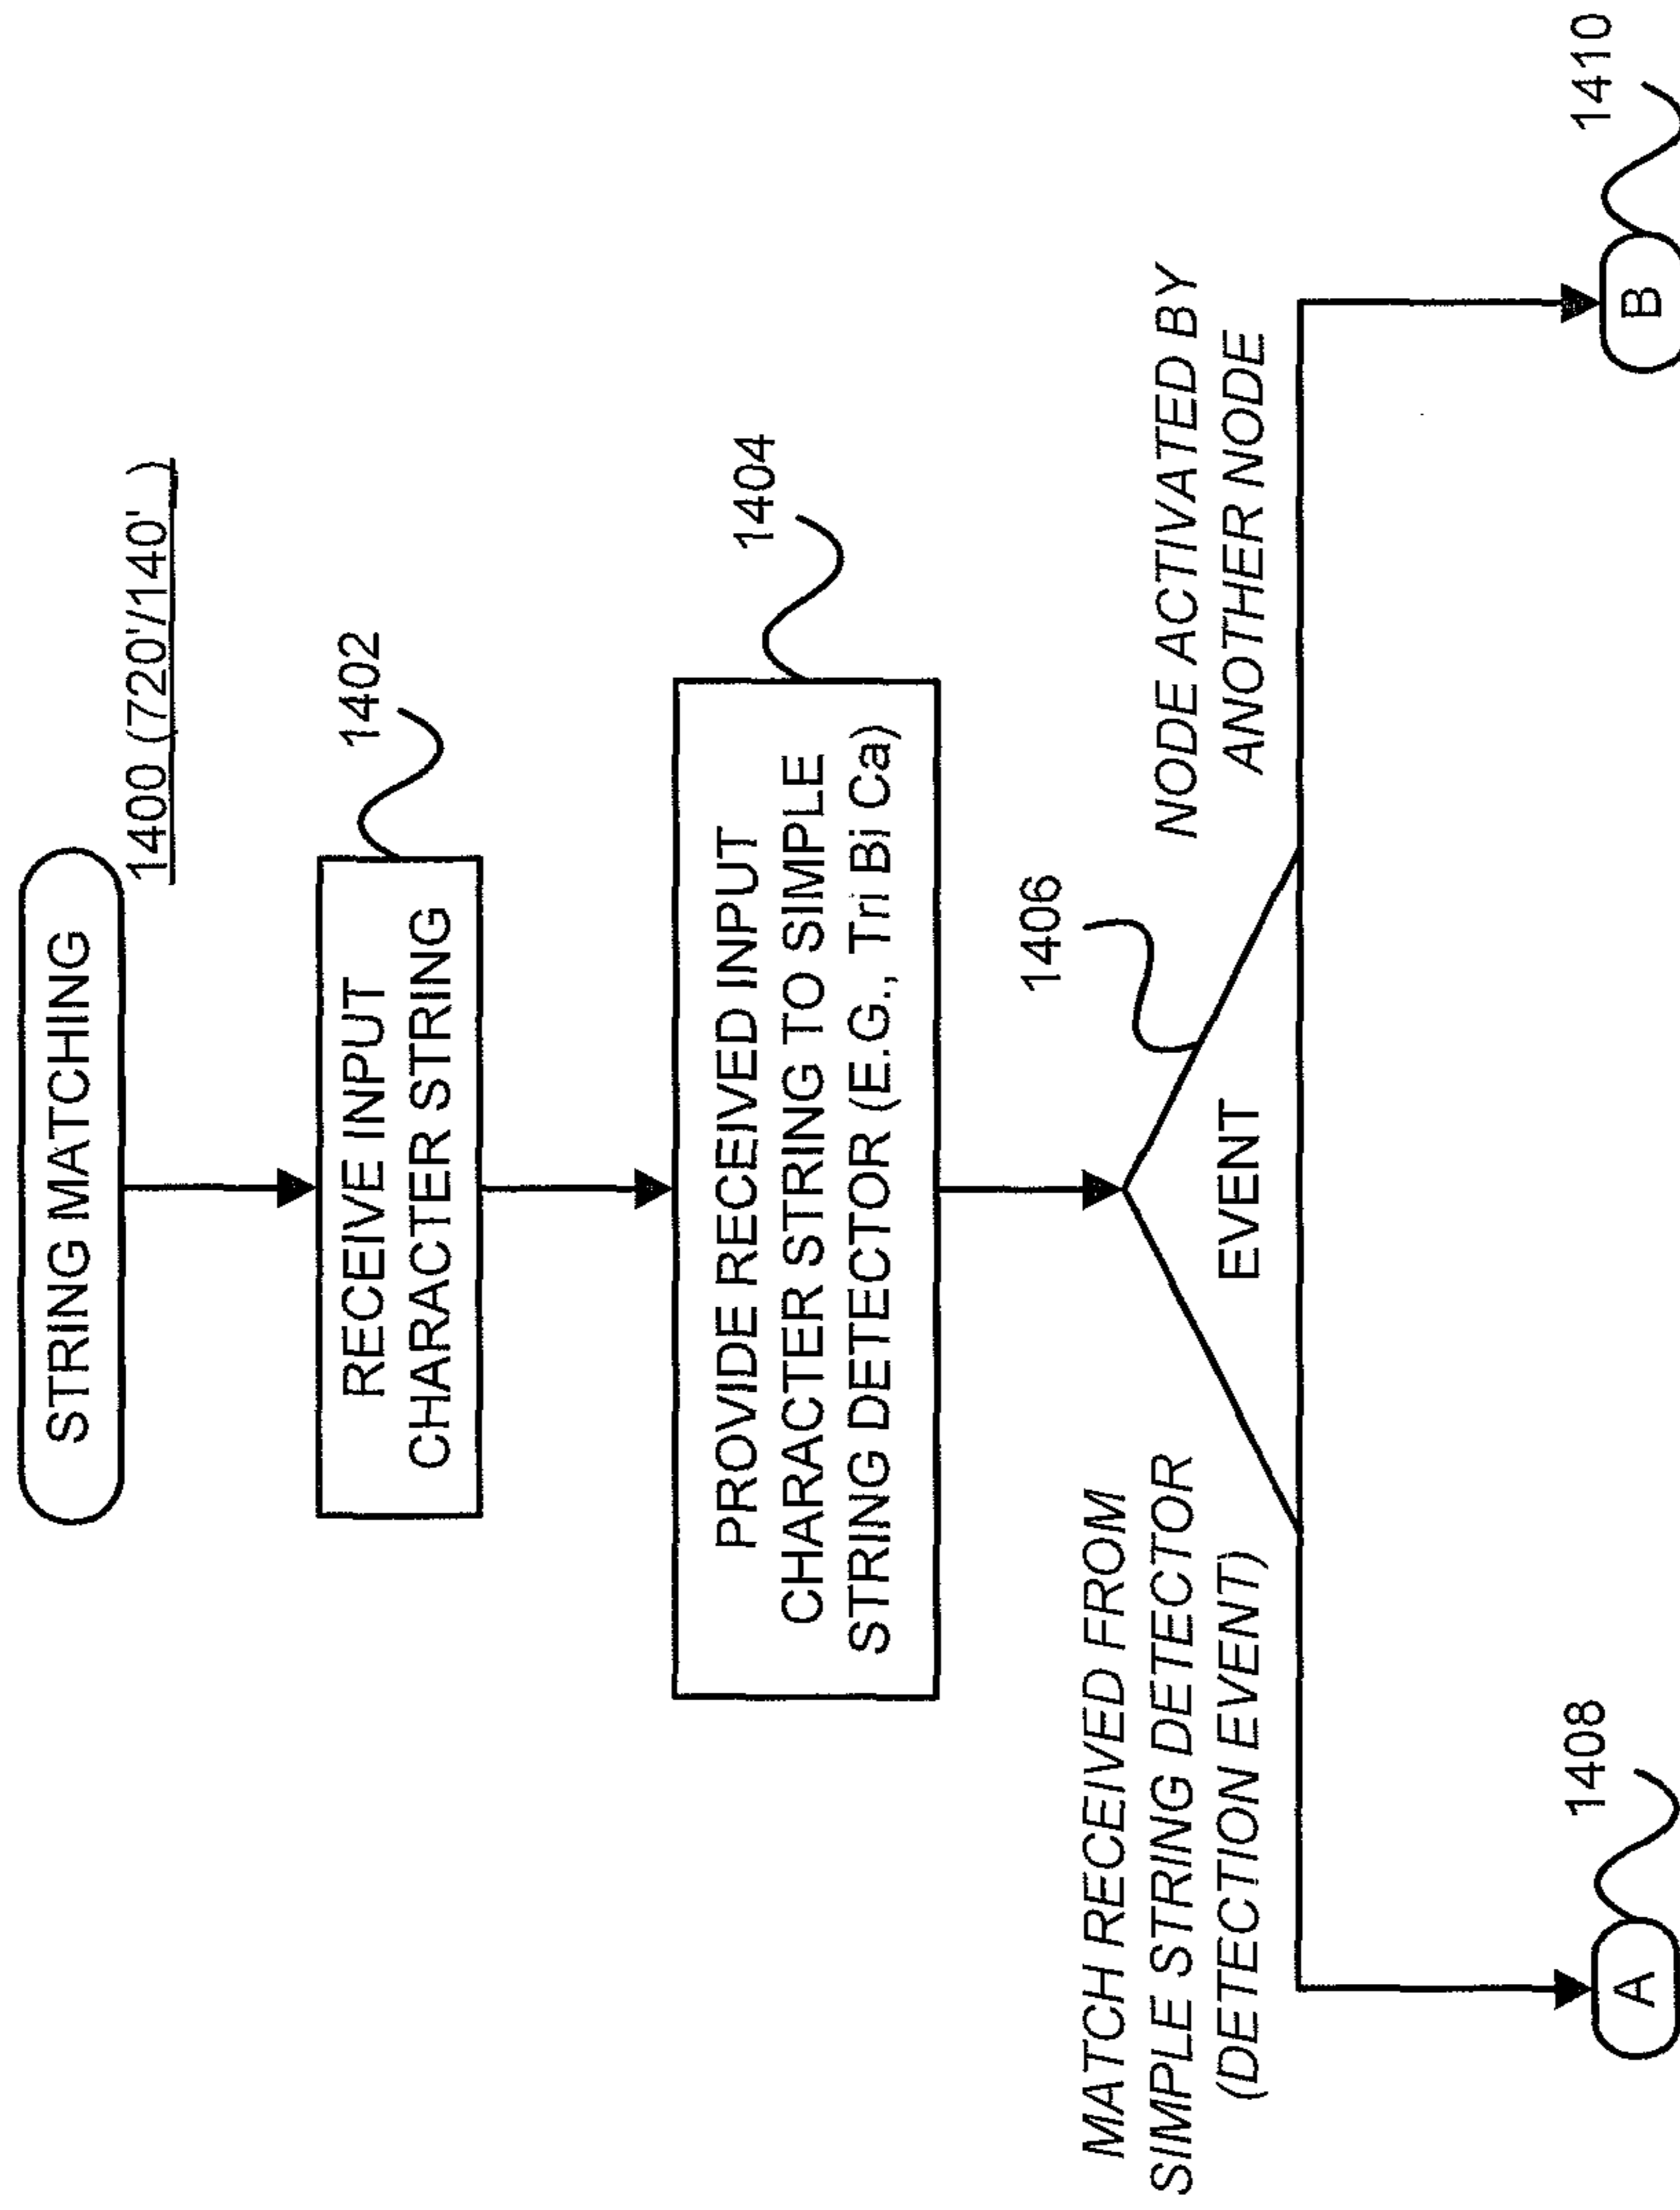 STRING MATCHING
1400 (720'/140' )
1402
RECEIVE INPUT
CHARACTER STRING
1404
PROVIDE RECEIVED INPUT
CHARACTER STRING TO SIMPLE
STRING DETECTOR (E.G., Tri Bi Ca)
1406
EVENT
MATCH RECEIVED FROM
SIMPLE STRING DETECTOR
(DETECTION EVENT)
NODE ACTIVATED BY
ANOTHER NODE
1408
A
1410
B